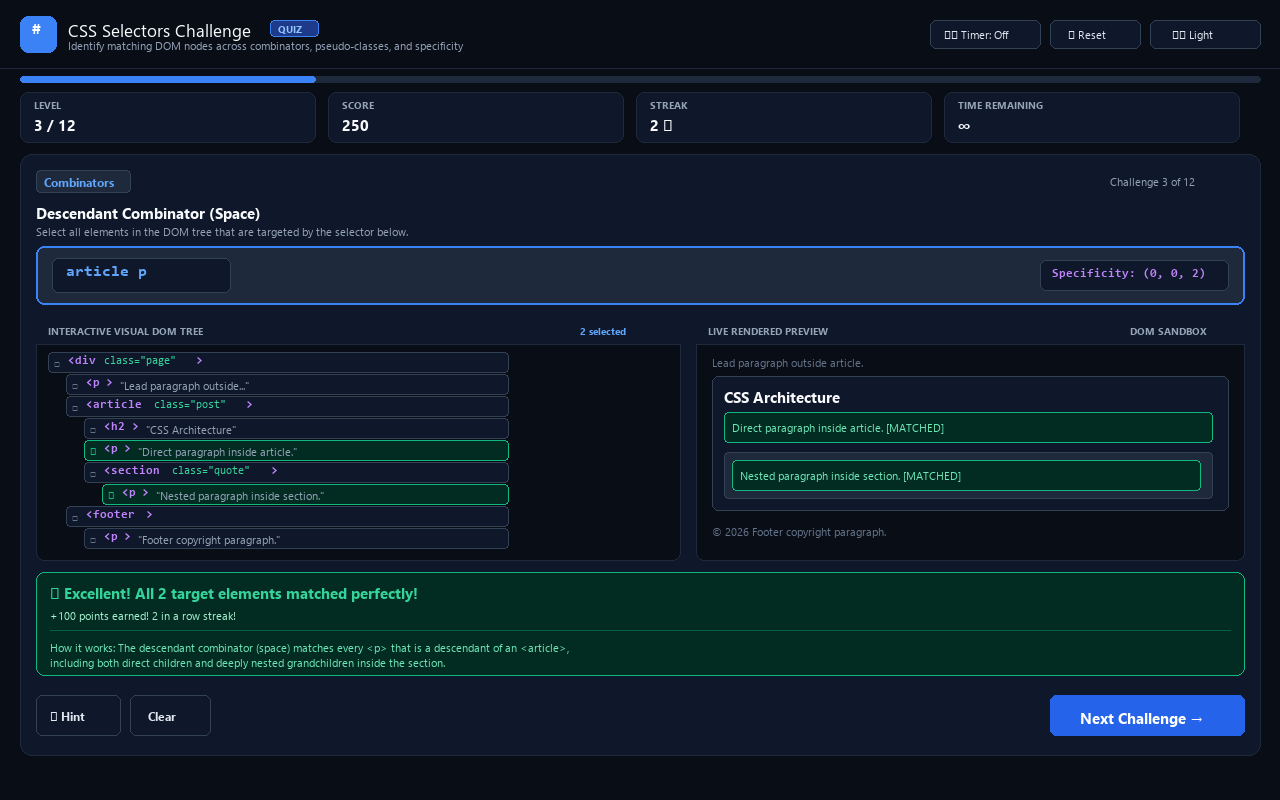 # CSS Selectors Challenge QUIZ
Identify matching DOM nodes across combinators, pseudo-classes, and specificity
Timer: Off
Reset
Light
LEVEL
3 / 12
SCORE
250
STREAK
2
TIME REMAINING
∞
Combinators
Challenge 3 of 12
Descendant Combinator (Space)
Select all elements in the DOM tree that are targeted by the selector below.
article p
Specificity: (0, 0, 2)
INTERACTIVE VISUAL DOM TREE
2 selected
<div class="page" >
<p > "Lead paragraph outside..."
<article class="post" >
<h2 > "CSS Architecture"
<p > "Direct paragraph inside article."
<section class="quote" >
<p > "Nested paragraph inside section."
<footer >
<p > "Footer copyright paragraph."
LIVE RENDERED PREVIEW
DOM SANDBOX
Lead paragraph outside article.
CSS Architecture
Direct paragraph inside article. [MATCHED]
Nested paragraph inside section. [MATCHED]
© 2026 Footer copyright paragraph.
Excellent! All 2 target elements matched perfectly!
+100 points earned! 2 in a row streak!
How it works: The descendant combinator (space) matches every <p> that is a descendant of an <article>,
including both direct children and deeply nested grandchildren inside the section.
Hint
Clear
Next Challenge →